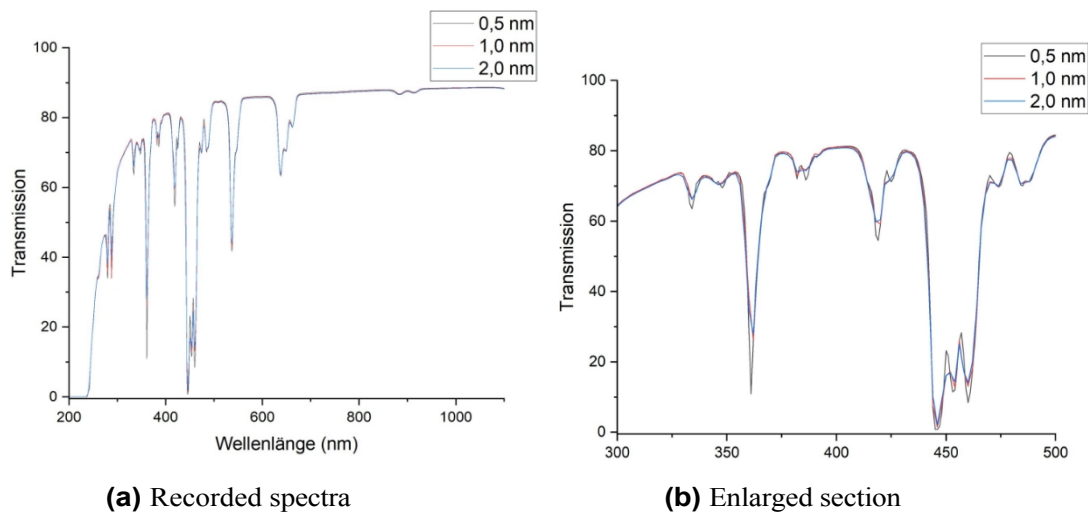 0,5 nm
1,0 nm
2,0 nm
100
80
60
40
20
0
Transmission
200 400 600 800 1000
Wellenlänge (nm)
(a) Recorded spectra
0,5 nm
1,0 nm
2,0 nm
100
80
60
40
20
0
Transmission
300 350 400 450 500
(b) Enlarged section